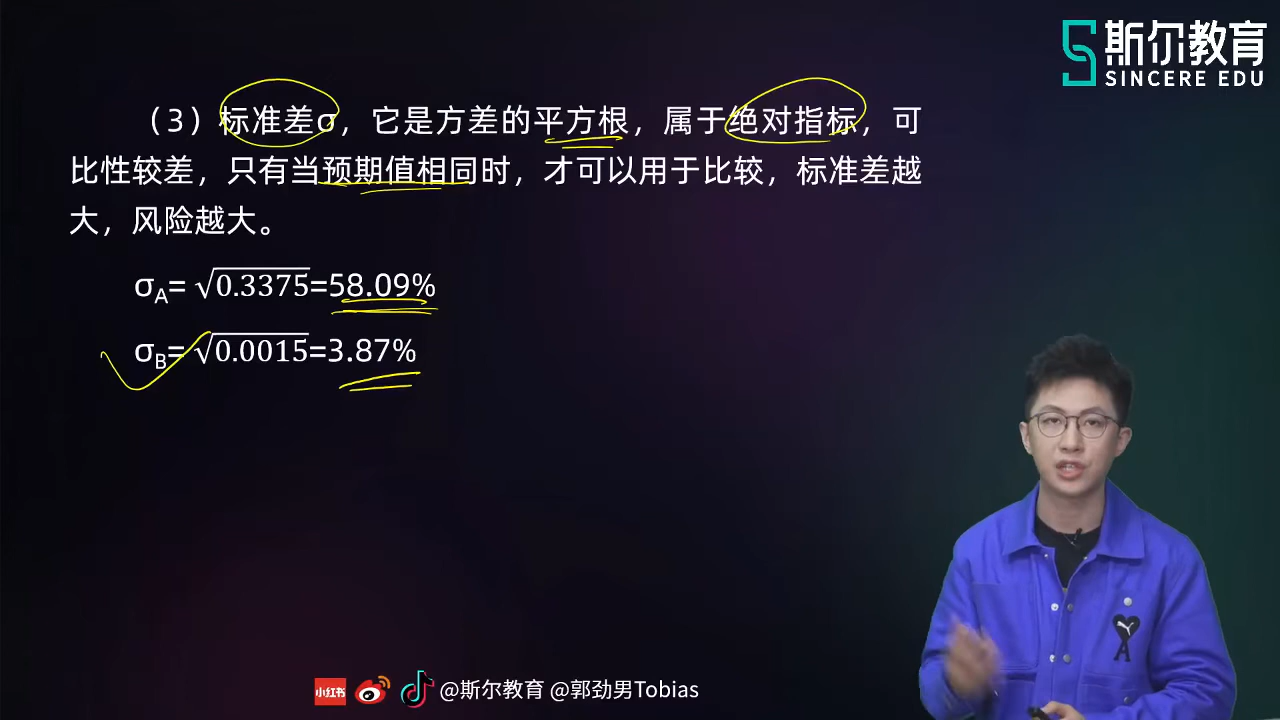 斯尔教育
SINCERE EDU
（3）标准差σ，它是方差的平方根，属于绝对指标，可
比性较差，只有当预期值相同时，才可以用于比较，标准差越
大，风险越大。
σA= √0.3375=58.09%
σB= √0.0015=3.87%
小红书 @斯尔教育 @郭劲男Tobias